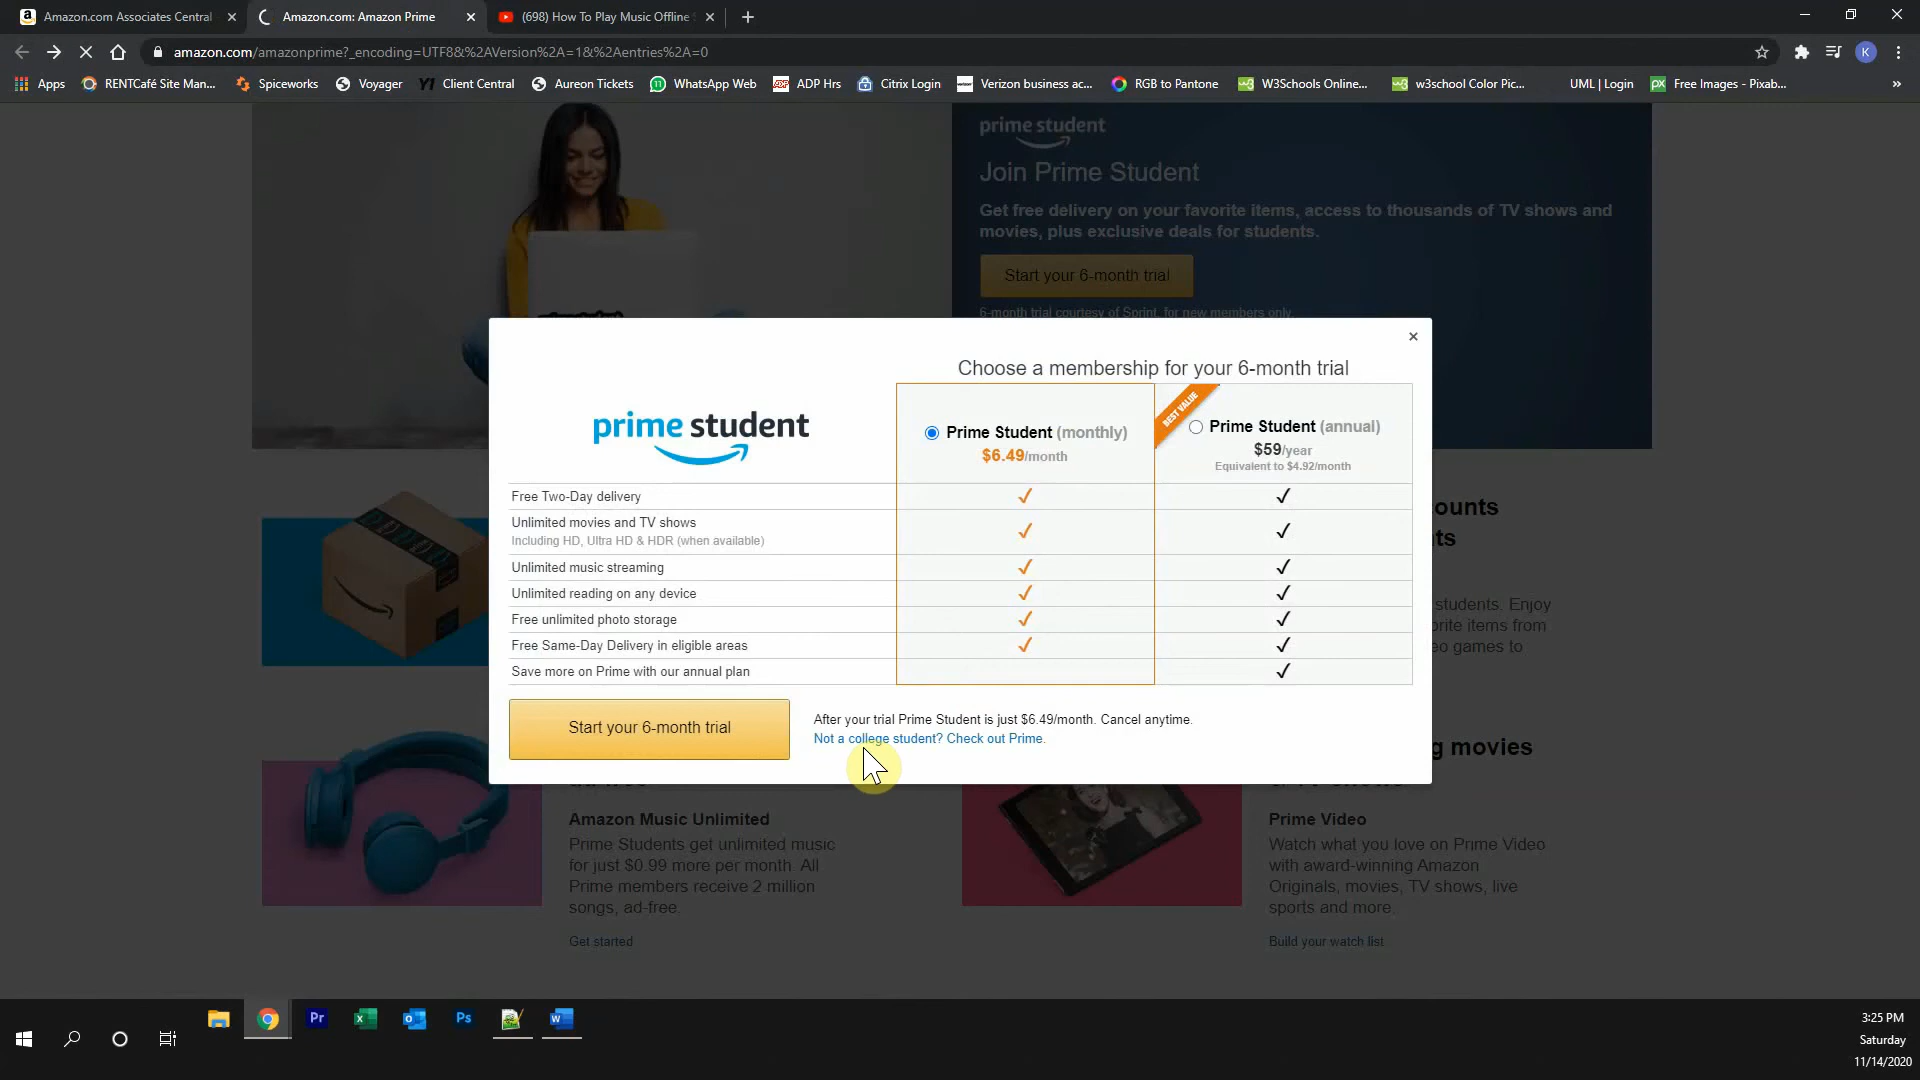 Amazon.com Associates Central
Amazon.com: Amazon Prime
(698) How To Play Music Offline
amazon.com/amazonprime?_encoding=UTF8&%2AVersion%2A=1&%2Aentries%2A=0
K
Apps
RENTCafé Site Man...
Spiceworks
Voyager
Client Central
Aureon Tickets
WhatsApp Web
ADP Hrs
Citrix Login
Verizon business ac...
RGB to Pantone
W3Schools Online...
w3school Color Pic...
UML | Login
Free Images - Pixab...
prime student
Join Prime Student
Get free delivery on your favorite items, access to thousands of TV shows and
movies, plus exclusive deals for students.
Start your 6-month trial
6-month trial courtesy of Sprint, for new members only.
Choose a membership for your 6-month trial
prime student
BEST VALUE
Prime Student (monthly)
$6.49/month
Prime Student (annual)
$59/year
Equivalent to $4.92/month
Free Two-Day delivery
Unlimited movies and TV shows
Including HD, Ultra HD & HDR (when available)
Unlimited music streaming
Unlimited reading on any device
Free unlimited photo storage
Free Same-Day Delivery in eligible areas
Save more on Prime with our annual plan
Start your 6-month trial
After your trial Prime Student is just $6.49/month. Cancel anytime.
Not a college student? Check out Prime.
ounts
ts
students. Enjoy
rite items from
eo games to
g movies
Amazon Music Unlimited
Prime Students get unlimited music
for just $0.99 more per month. All
Prime members receive 2 million
songs, ad-free.
Get started
Prime Video
Watch what you love on Prime Video
with award-winning Amazon
Originals, movies, TV shows, live
sports and more.
Build your watch list
Pr
Ps
3:25 PM
Saturday
11/14/2020